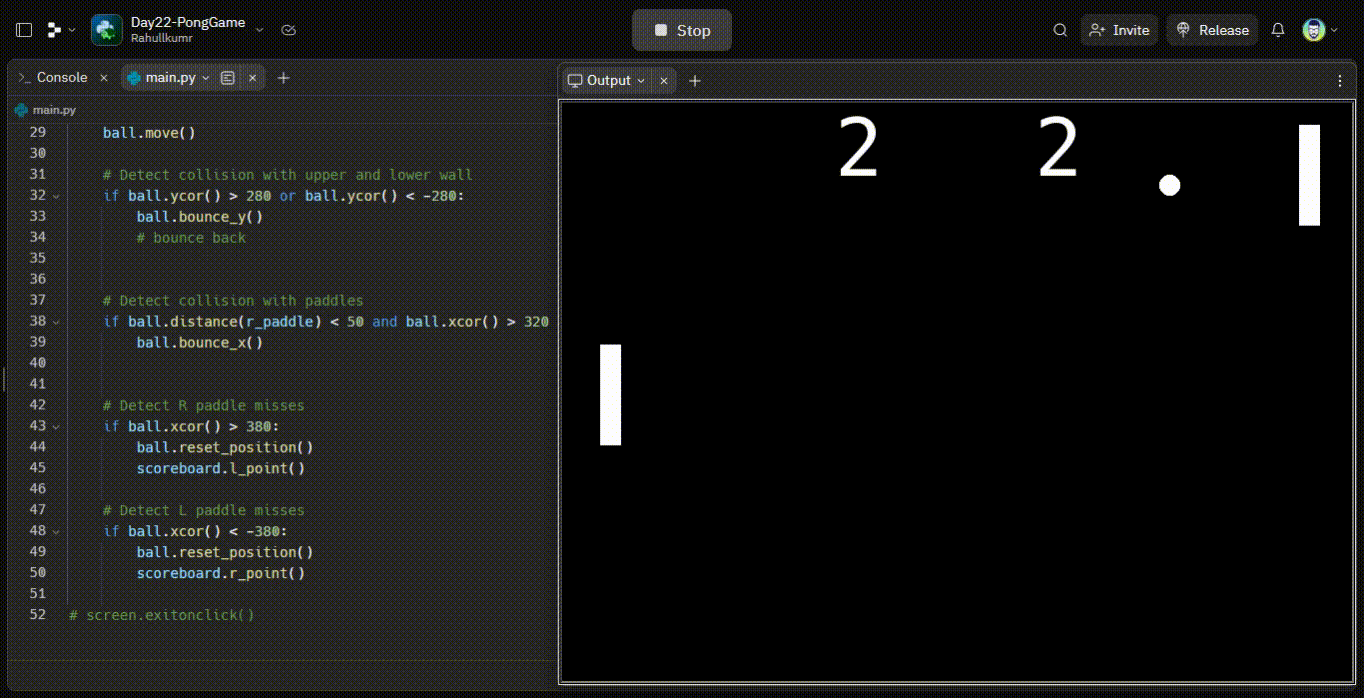 Day22-PongGame
Rahullkumr
Stop
Invite
Release
Console
main.py
Output
main.py
29 ball.move()
30
31 # Detect collision with upper and lower wall
32 if ball.ycor() > 280 or ball.ycor() < -280:
33 ball.bounce_y()
34 # bounce back
35
36
37 # Detect collision with paddles
38 if ball.distance(r_paddle) < 50 and ball.xcor() > 320
39 ball.bounce_x()
40
41
42 # Detect R paddle misses
43 if ball.xcor() > 380:
44 ball.reset_position()
45 scoreboard.l_point()
46
47 # Detect L paddle misses
48 if ball.xcor() < -380:
49 ball.reset_position()
50 scoreboard.r_point()
51
52 # screen.exitonclick()
2 2